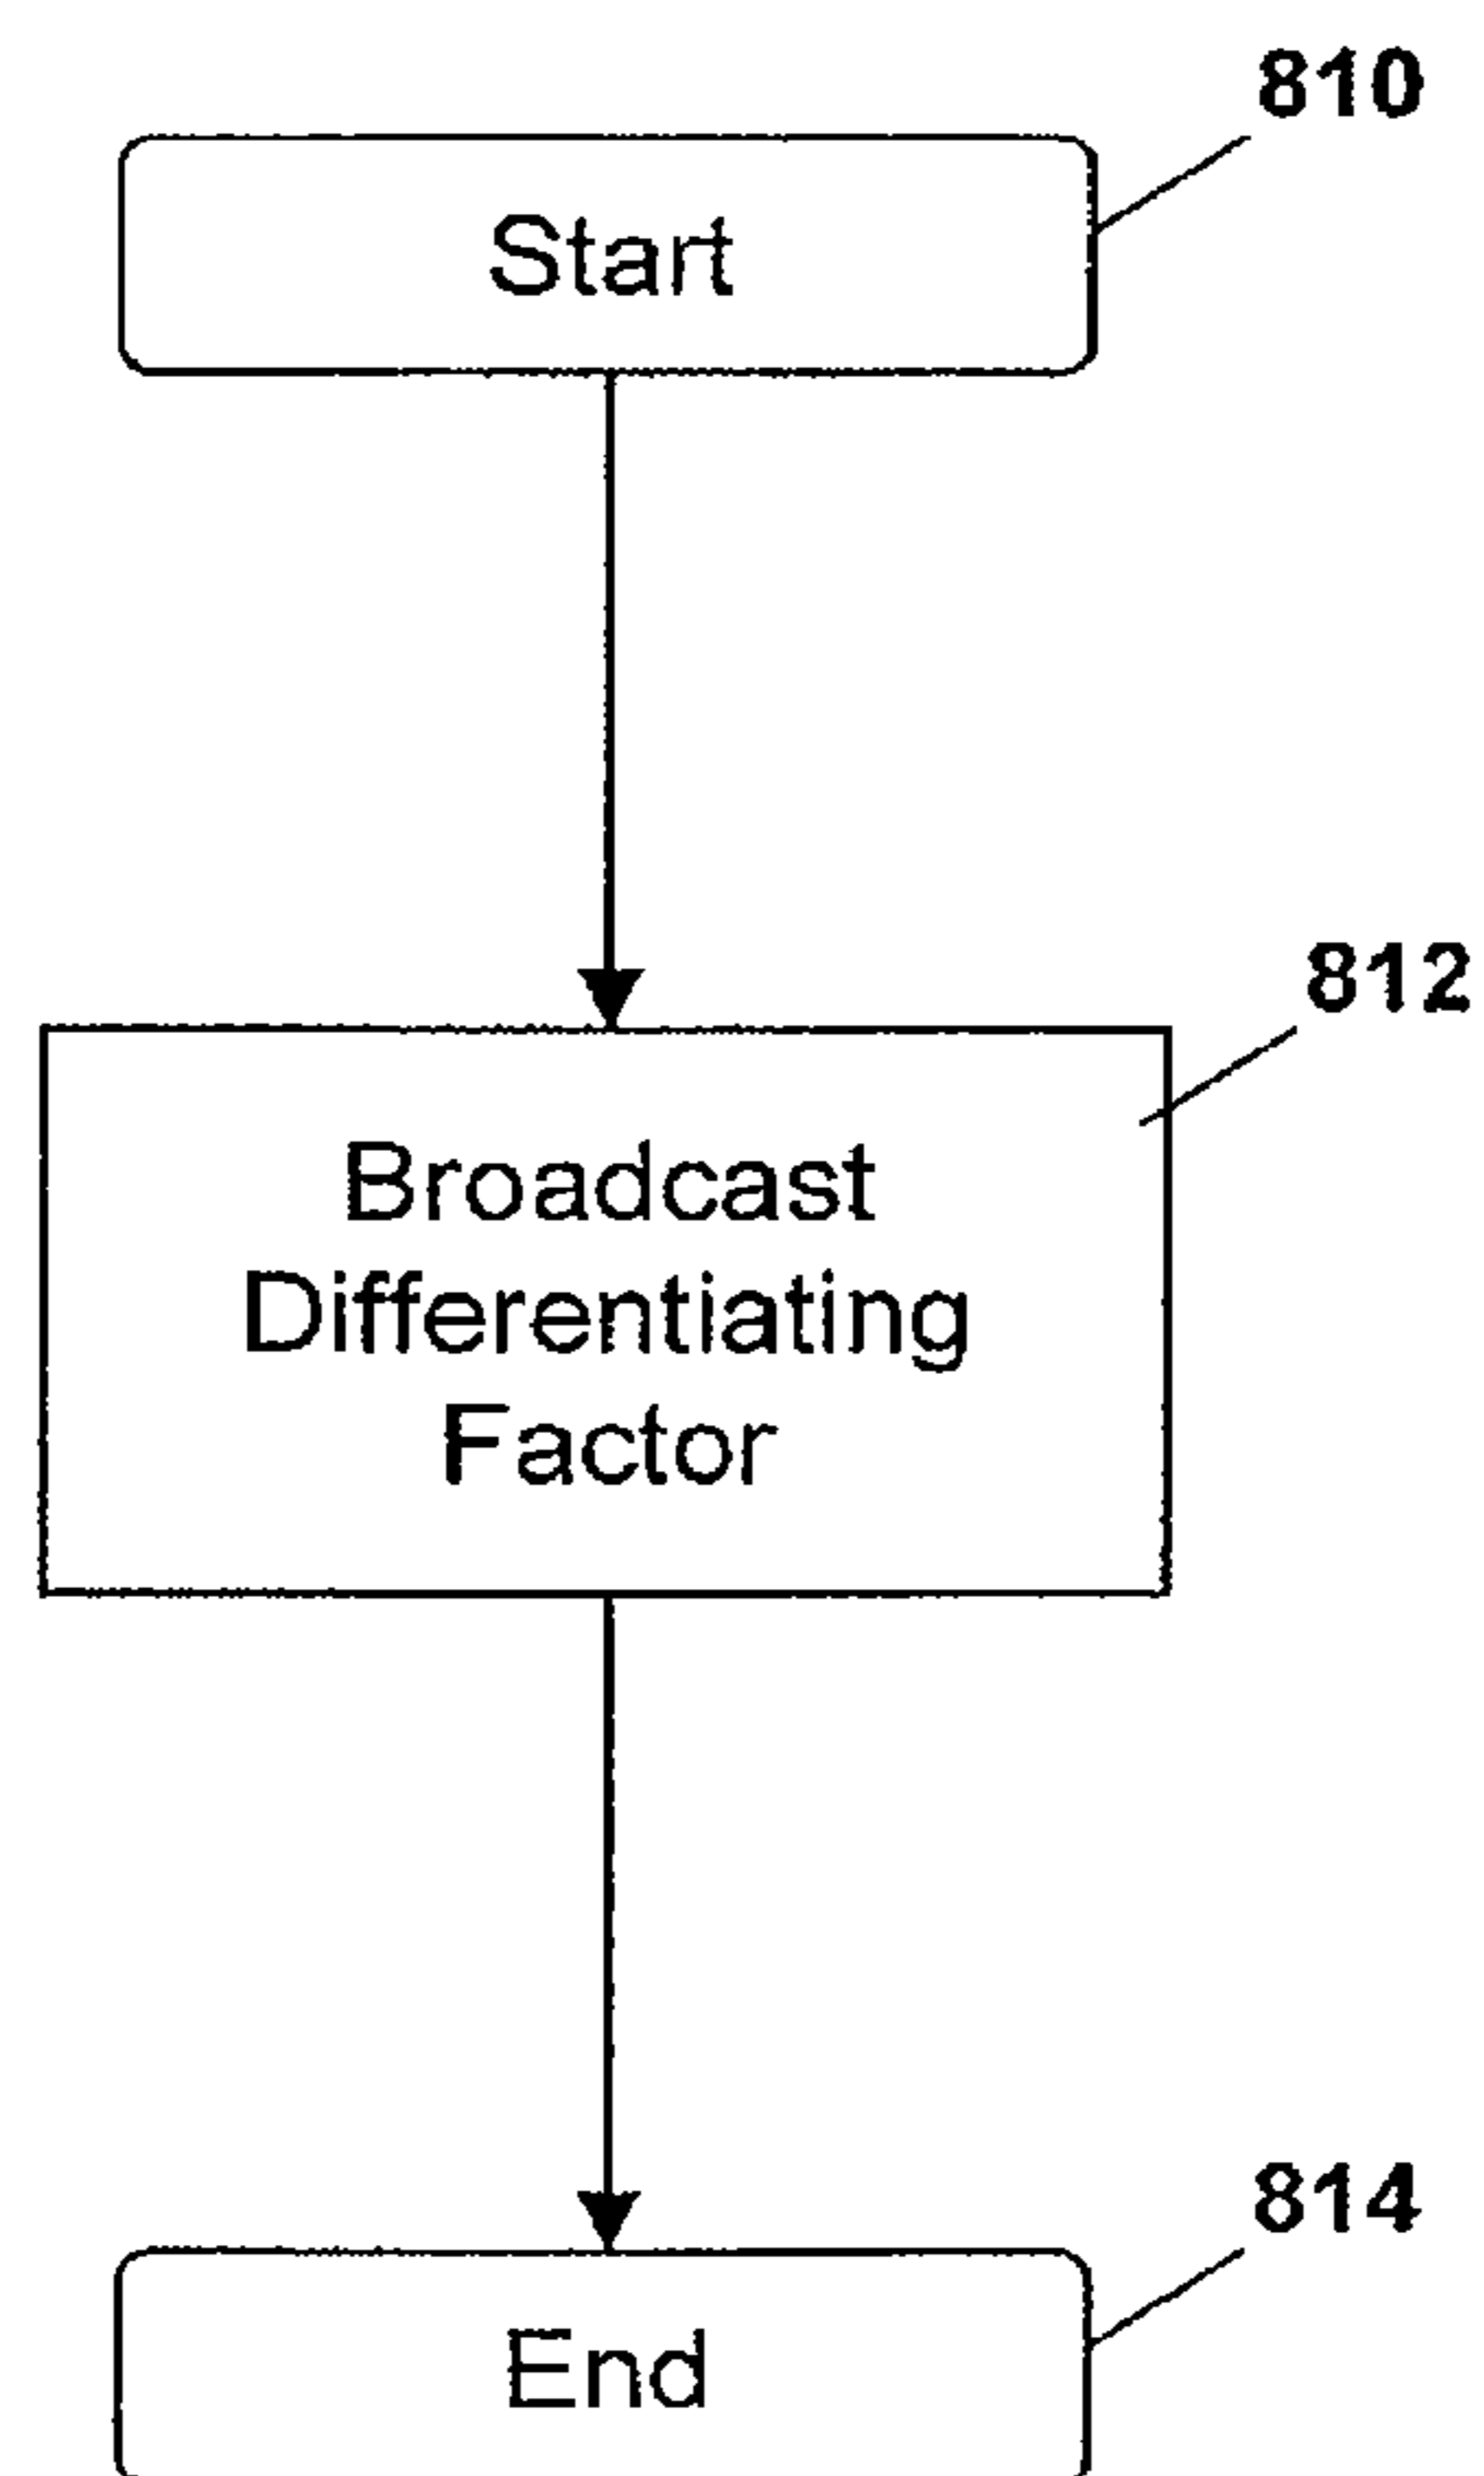 810
Start
812
Broadcast
Differentiating
Factor
814
End